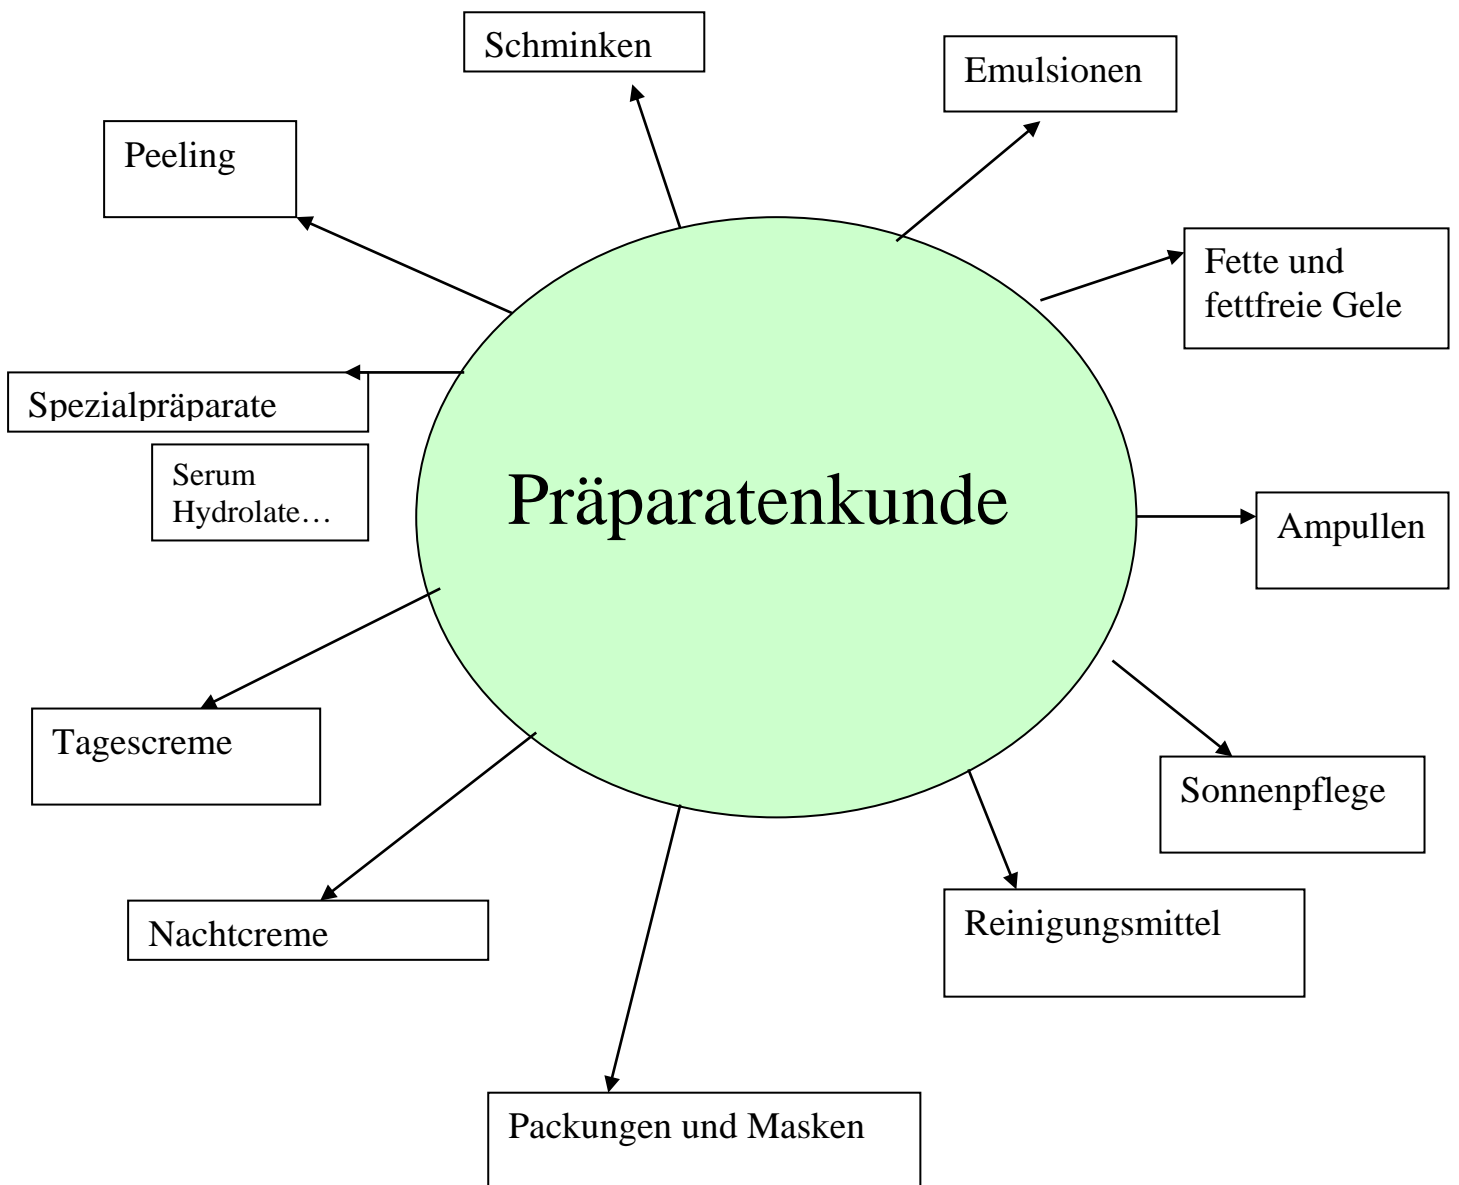 Schminken
Emulsionen
Peeling
Fette und
fettfreie Gele
Spezialpräparate
Serum
Hydrolate…
Präparatenkunde
Ampullen
Tagescreme
Sonnenpflege
Nachtcreme
Reinigungsmittel
Packungen und Masken